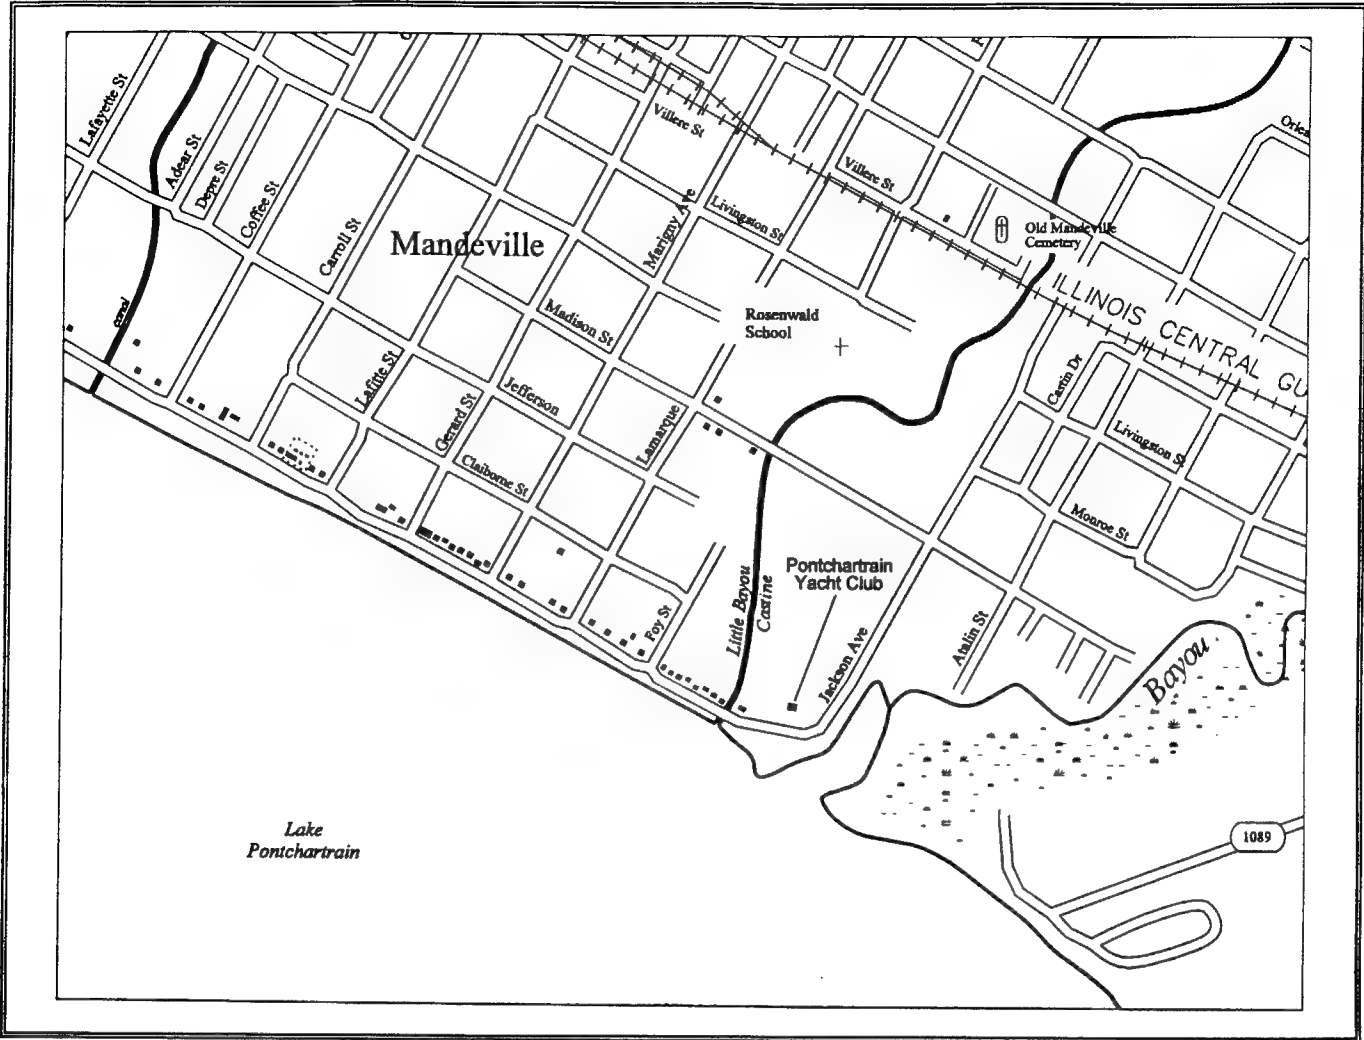 Lafayette St
Adear St
Depre St
Coffee St
Carroll St
canal
Mandeville
Villere St
Villere St
Marigny Ave
Livingston St
Old Mandeville
Cemetery
Orles
ILLINOIS CENTRAL GU
Madison St
Rosenwald
School
Lafitte St
Jefferson
Gerard St
Lamarque
Claiborne St
Castin Dr
Livingston St
Monroe St
Pontchartrain
Yacht Club
Little Bayou
Castine
Foy St
Jackson Ave
Atalin St
Bayou
Lake
Pontchartrain
1089